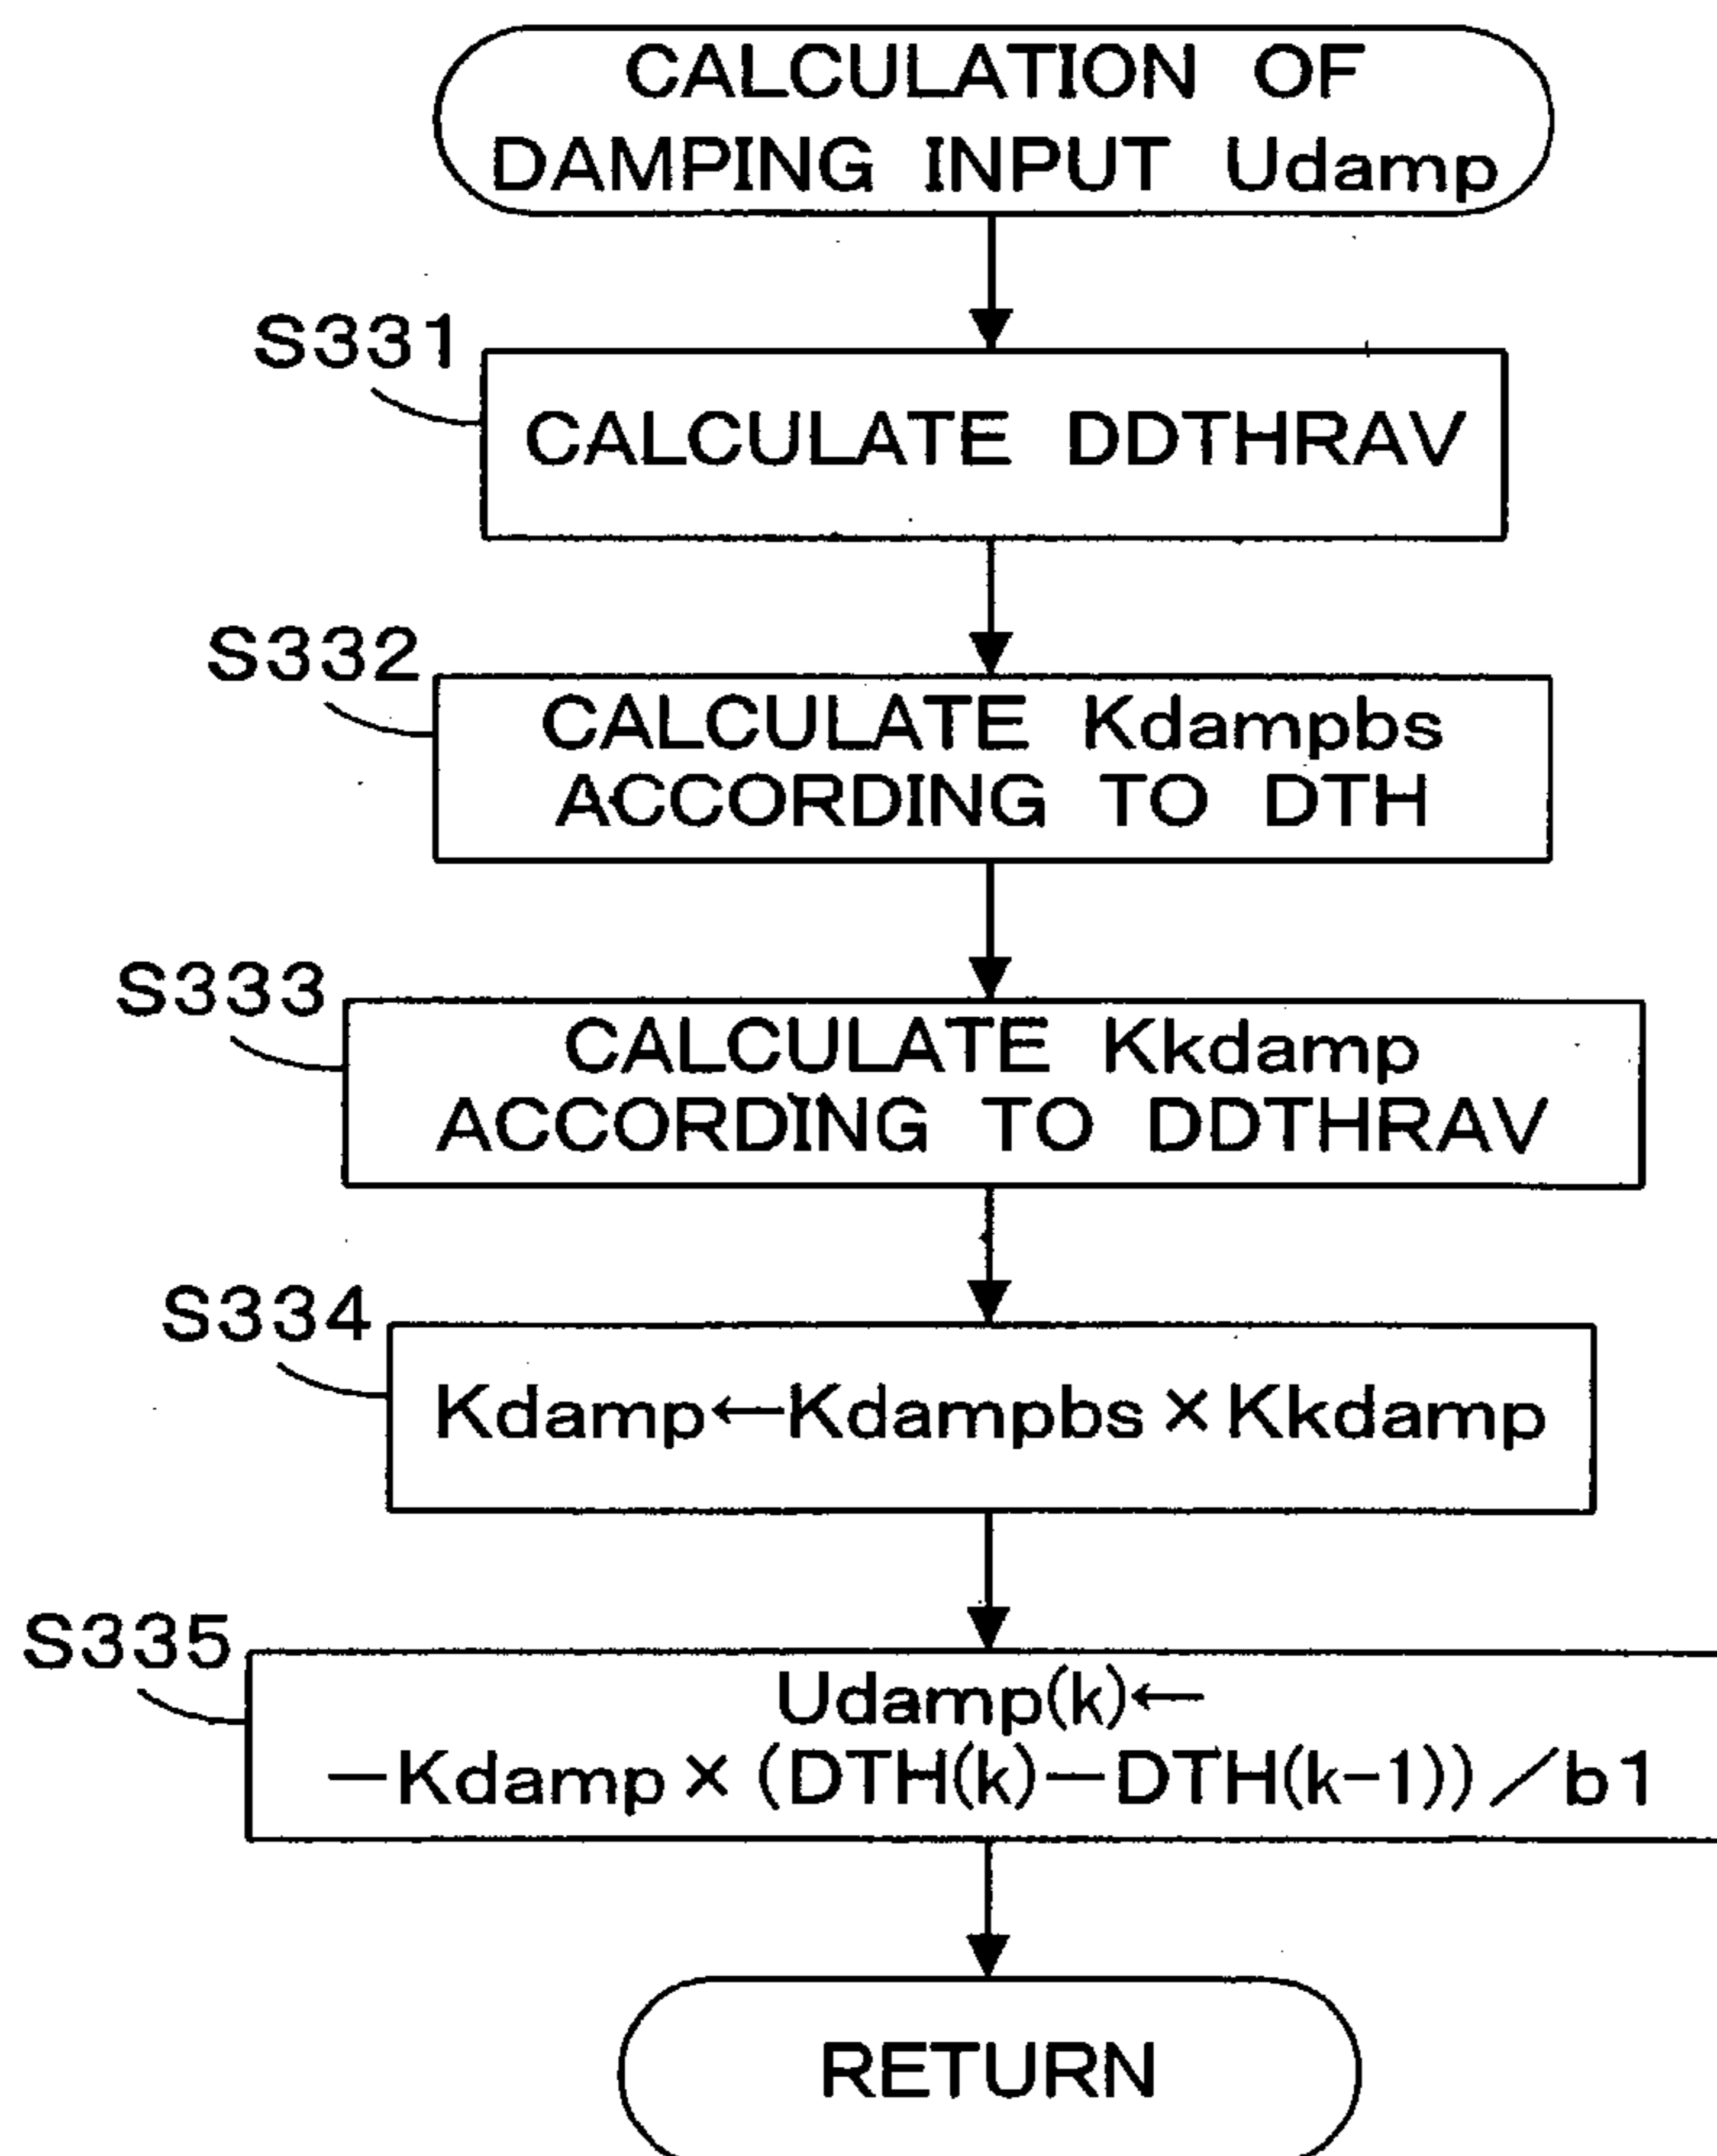 CALCULATION OF
DAMPING INPUT Udamp
S331
CALCULATE DDTHRAV
S332
CALCULATE Kdampbs
ACCORDING TO DTH
S333
CALCULATE Kkdamp
ACCORDING TO DDTHRAV
S334
Kdamp←Kdampbs×Kkdamp
S335
Udamp(k)←
−Kdamp×(DTH(k)−DTH(k−1))/b1
RETURN